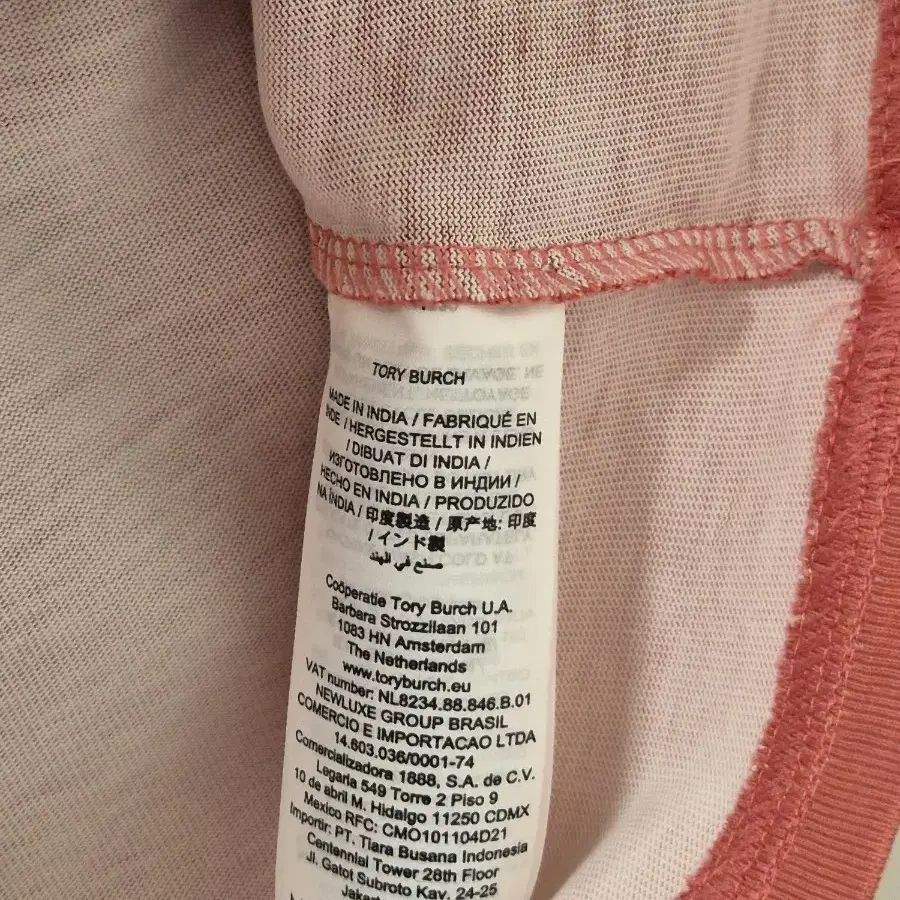 TORY BURCH
MADE IN INDIA / FABRIQUÉ EN
INDE / HERGESTELLT IN INDIEN
/ DIBUAT DI INDIA /
ИЗГОТОВЛЕНО В ИНДИИ /
HECHO EN INDIA / PRODUZIDO
NA ÍNDIA / 印度製造 / 原产地: 印度
/ インド製
صنع في الهند
Coöperatie Tory Burch U.A.
Barbara Strozzilaan 101
1083 HN Amsterdam
The Netherlands
www.toryburch.eu
VAT number: NL8234.88.846.B.01
NEWLUXE GROUP BRASIL
COMERCIO E IMPORTACAO LTDA
14.603.036/0001-74
Comercializadora 1888, S.A. de C.V.
Legaria 549 Torre 2 Piso 9
10 de abril M. Hidalgo 11250 CDMX
Mexico RFC: CMO101104D21
Importir: PT. Tiara Busana Indonesia
Centennial Tower 28th Floor
Jl. Gatot Subroto Kav. 24-25